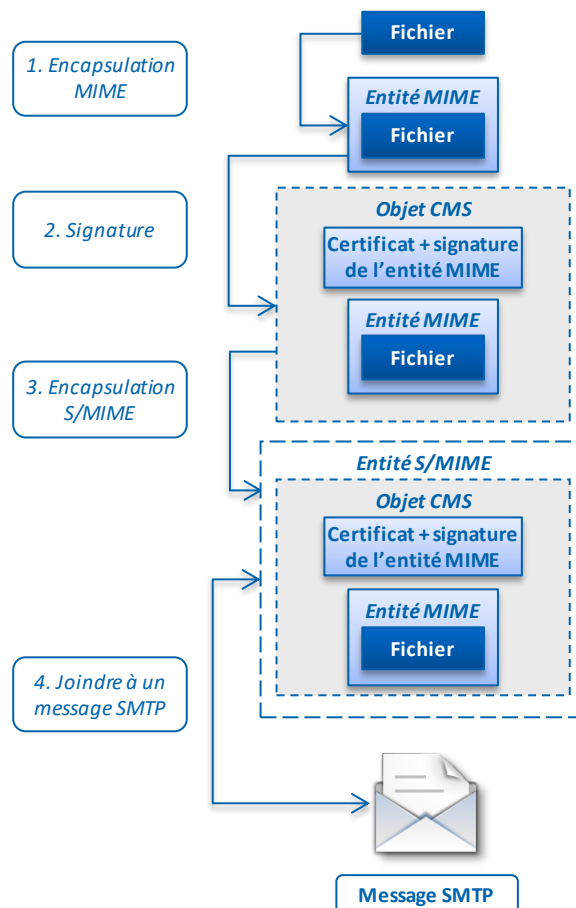 Fichier
1. Encapsulation
MIME
Entité MIME
Fichier
2. Signature
Objet CMS
Certificat + signature
de l'entité MIME
Entité MIME
Fichier
3. Encapsulation
S/MIME
Entité S/MIME
Objet CMS
Certificat + signature
de l'entité MIME
Entité MIME
Fichier
4. Joindre à un
message SMTP
Message SMTP